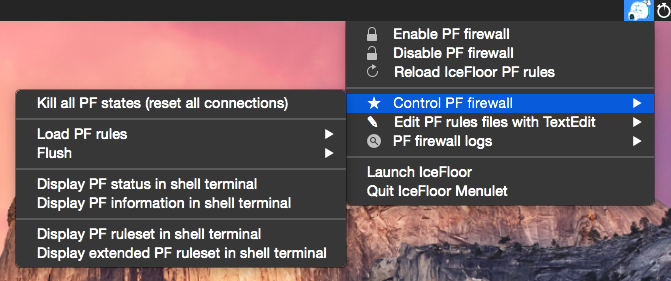 Enable PF firewall
Disable PF firewall
Reload IceFloor PF rules
Control PF firewall
Edit PF rules files with TextEdit
PF firewall logs
Launch IceFloor
Quit IceFloor Menulet
Kill all PF states (reset all connections)
Load PF rules
Flush
Display PF status in shell terminal
Display PF information in shell terminal
Display PF ruleset in shell terminal
Display extended PF ruleset in shell terminal